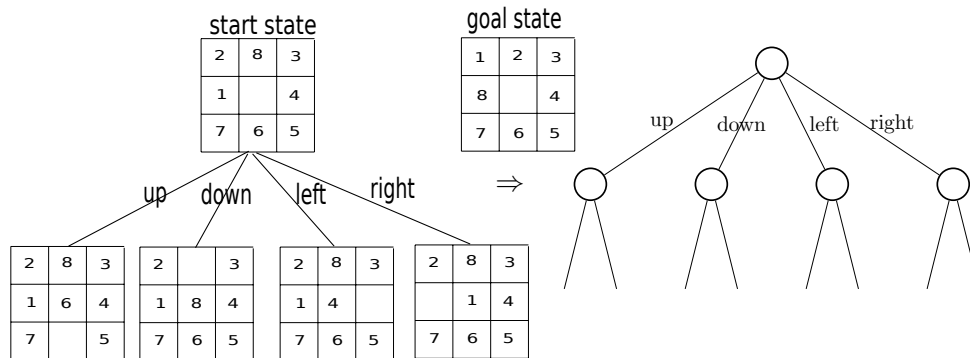 start state
2 8 3
1 4
7 6 5
goal state
1 2 3
8 4
7 6 5
up
down
left
right
2 8 3
1 6 4
7 5
2 3
1 8 4
7 6 5
2 8 3
1 4
7 6 5
2 8 3
1 4
7 6 5
⇒
up
down
left
right